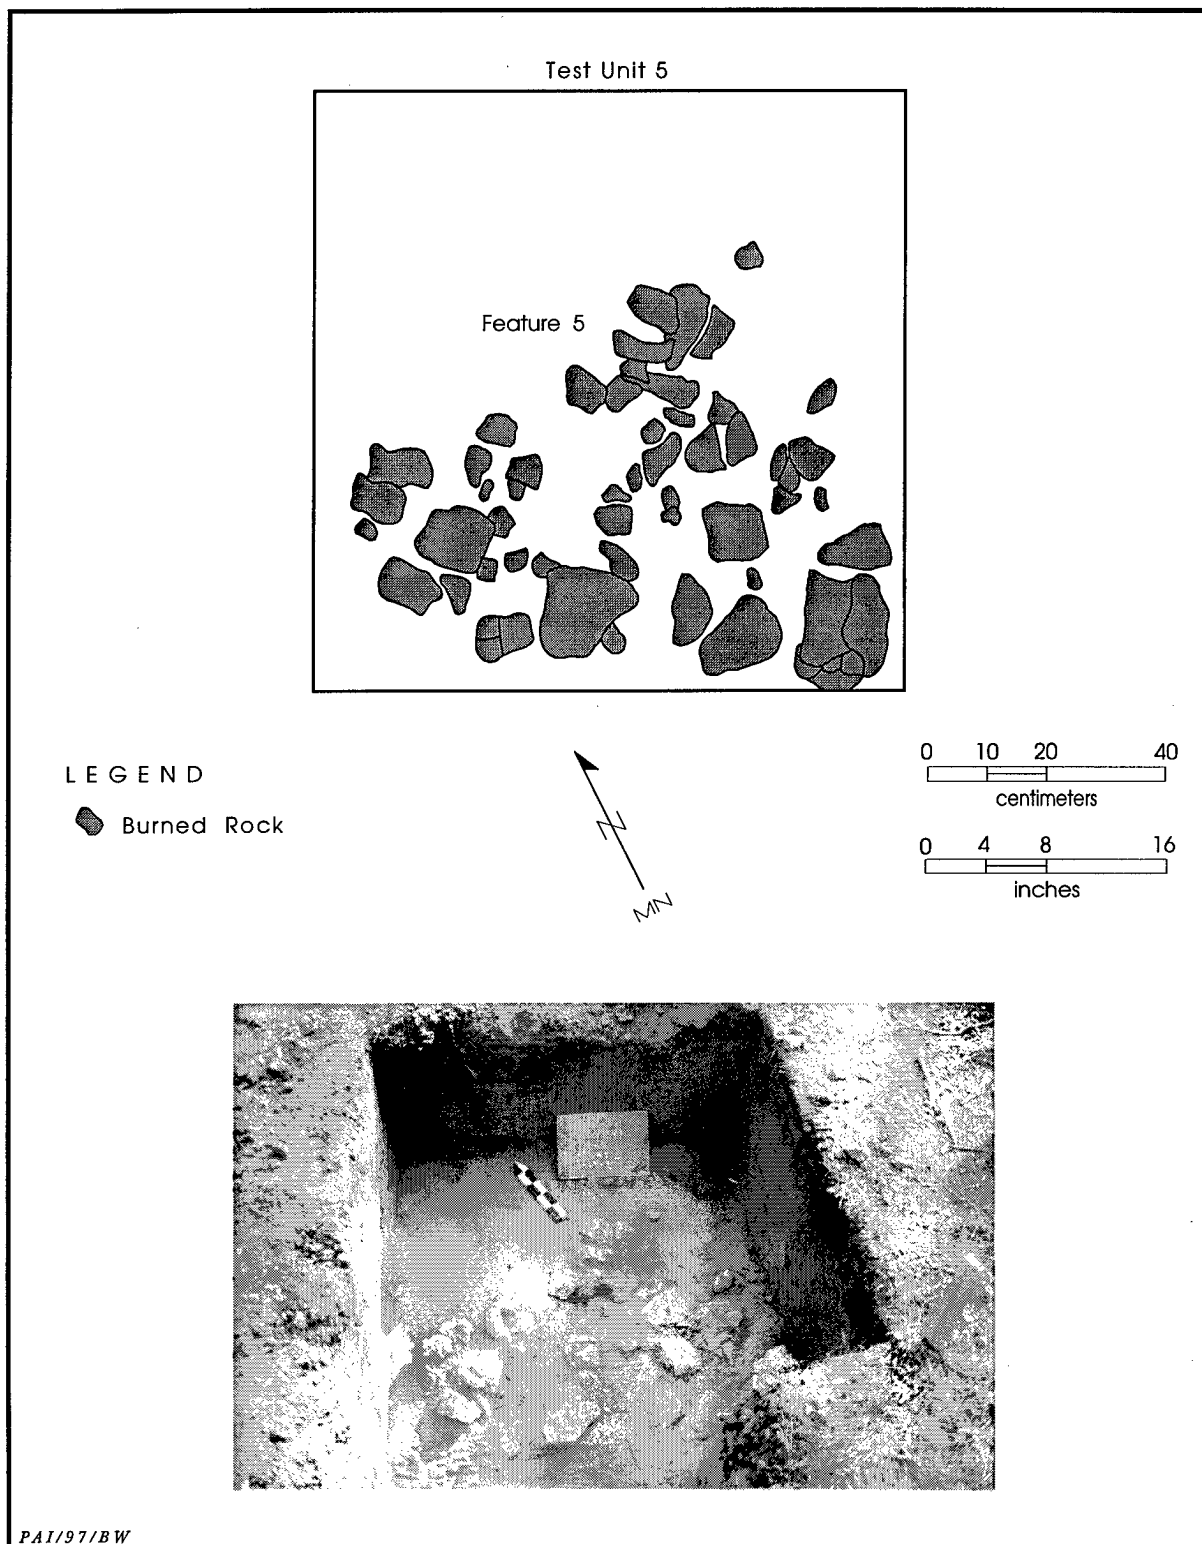 Test Unit 5
Feature 5
LEGEND
Burned Rock
0 10 20 40
centimeters
0 4 8 16
inches
N
MN
PAI/97/BW